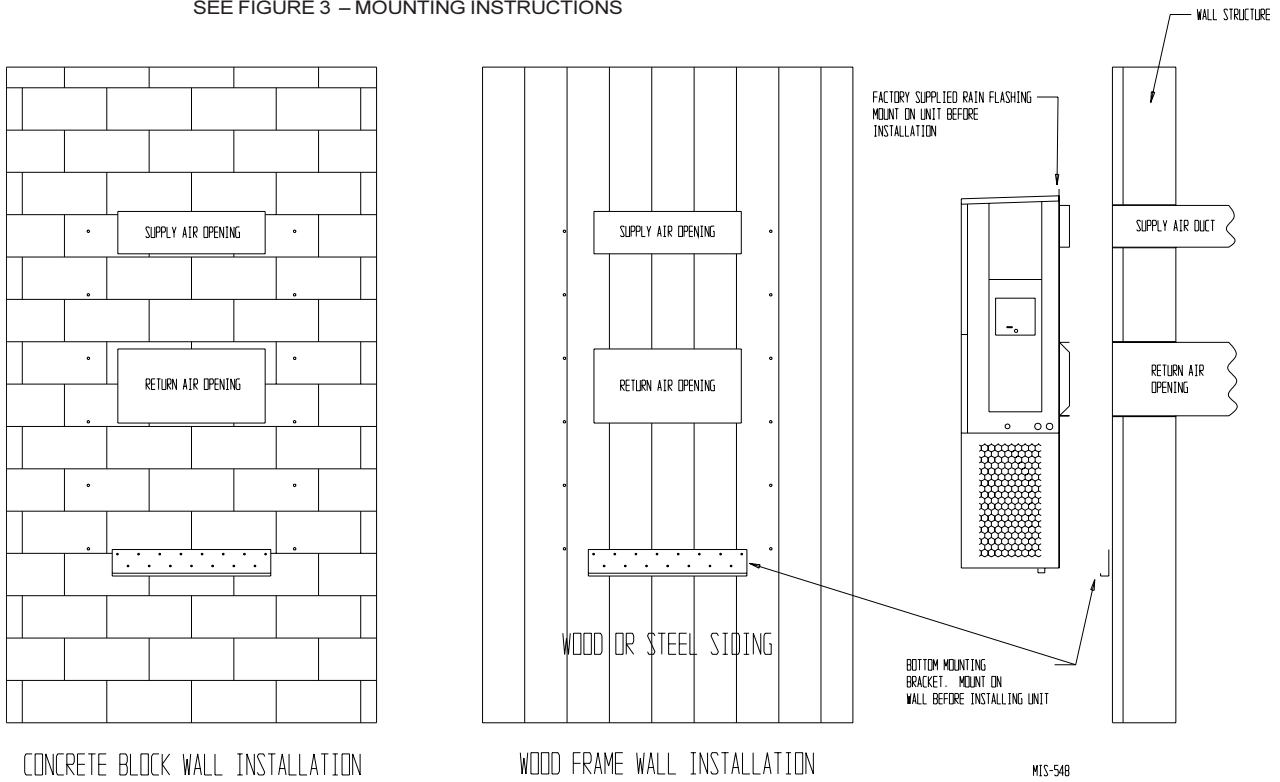 SEE FIGURE 3 – MOUNTING INSTRUCTIONS
WALL STRUCTURE
FACTORY SUPPLIED RAIN FLASHING
MOUNT ON UNIT BEFORE
INSTALLATION
SUPPLY AIR OPENING
SUPPLY AIR OPENING
SUPPLY AIR DUCT
RETURN AIR OPENING
RETURN AIR OPENING
RETURN AIR
OPENING
WOOD OR STEEL SIDING
BOTTOM MOUNTING
BRACKET. MOUNT ON
WALL BEFORE INSTALLING UNIT
CONCRETE BLOCK WALL INSTALLATION
WOOD FRAME WALL INSTALLATION
MIS-548